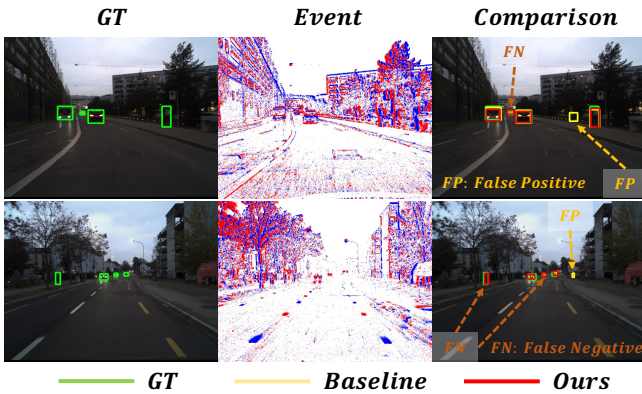 GT Event Comparison
FN
FP: False Positive
FP
FP
FN
FN: False Negative
GT Baseline Ours